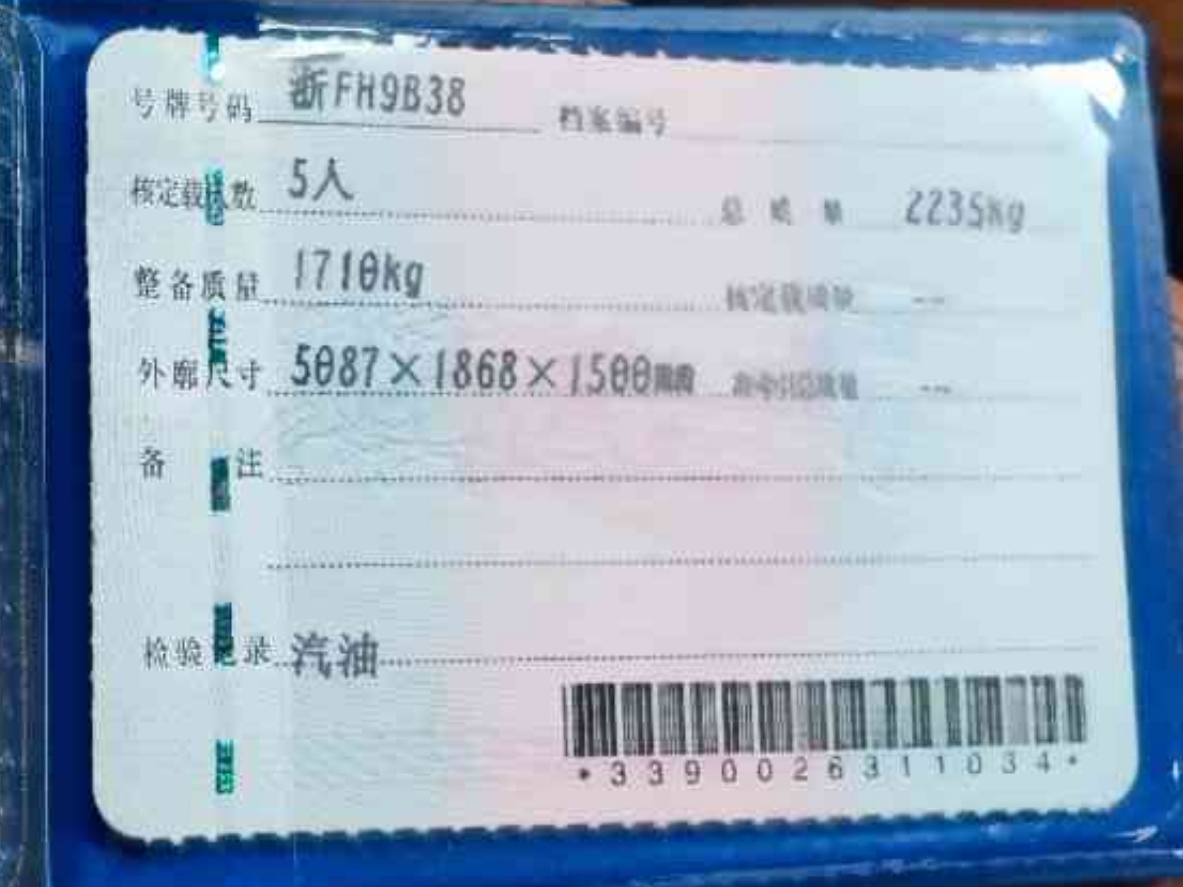 号牌号码 浙FH9B38 档案编号
核定载人数 5人 总质量 2235kg
整备质量 1710kg 核定载质量 --
外廓尺寸 5087×1868×1500mm 准牵引总质量 --
备注
检验记录 汽油
*3390026311034*